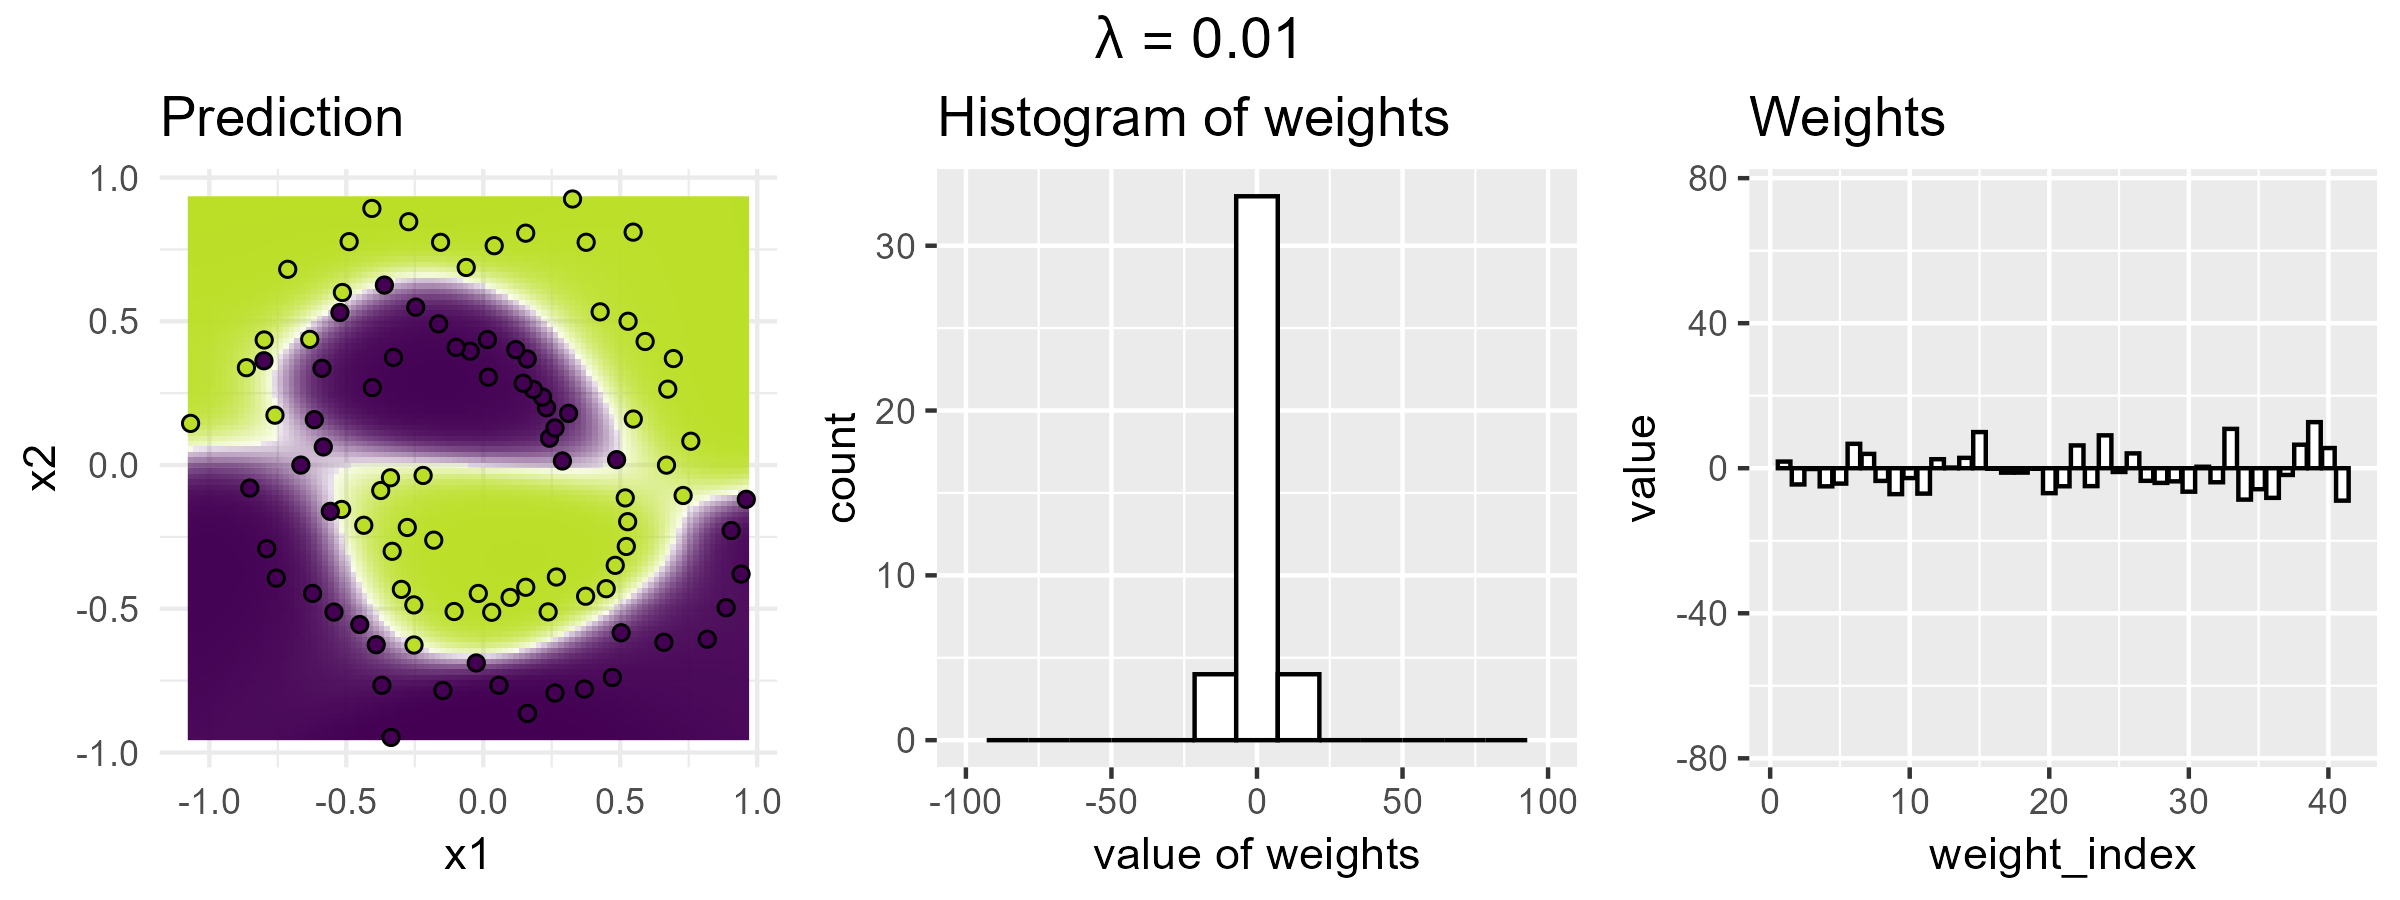 λ = 0.01
Prediction
Histogram of weights
Weights
1.0
0.5
0.0
-0.5
-1.0
x2
-1.0 -0.5 0.0 0.5 1.0
x1
30
20
10
0
count
-100 -50 0 50 100
value of weights
80
40
0
-40
-80
value
0 10 20 30 40
weight_index